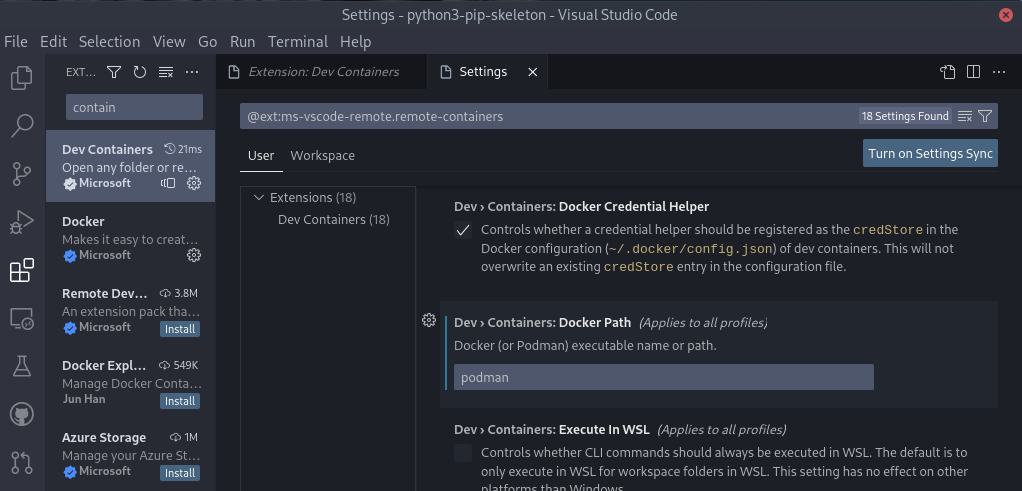 Settings - python3-pip-skeleton - Visual Studio Code
File Edit Selection View Go Run Terminal Help
EXT...
contain
Dev Containers 21ms
Open any folder or re...
Microsoft
Docker
Makes it easy to creat...
Microsoft
Remote Dev... 3.8M
An extension pack tha...
Microsoft Install
Docker Expl... 549K
Manage Docker Conta...
Jun Han Install
Azure Storage 1M
Manage your Azure St...
Microsoft Install
Extension: Dev Containers Settings
@ext:ms-vscode-remote.remote-containers 18 Settings Found
User Workspace Turn on Settings Sync
Extensions (18)
Dev Containers (18)
Dev › Containers: Docker Credential Helper
Controls whether a credential helper should be registered as the credStore in the
Docker configuration (~/.docker/config.json) of dev containers. This will not
overwrite an existing credStore entry in the configuration file.
Dev › Containers: Docker Path (Applies to all profiles)
Docker (or Podman) executable name or path.
podman
Dev › Containers: Execute In WSL (Applies to all profiles)
Controls whether CLI commands should always be executed in WSL. The default is to
only execute in WSL for workspace folders in WSL. This setting has no effect on other
platforms than Windows.